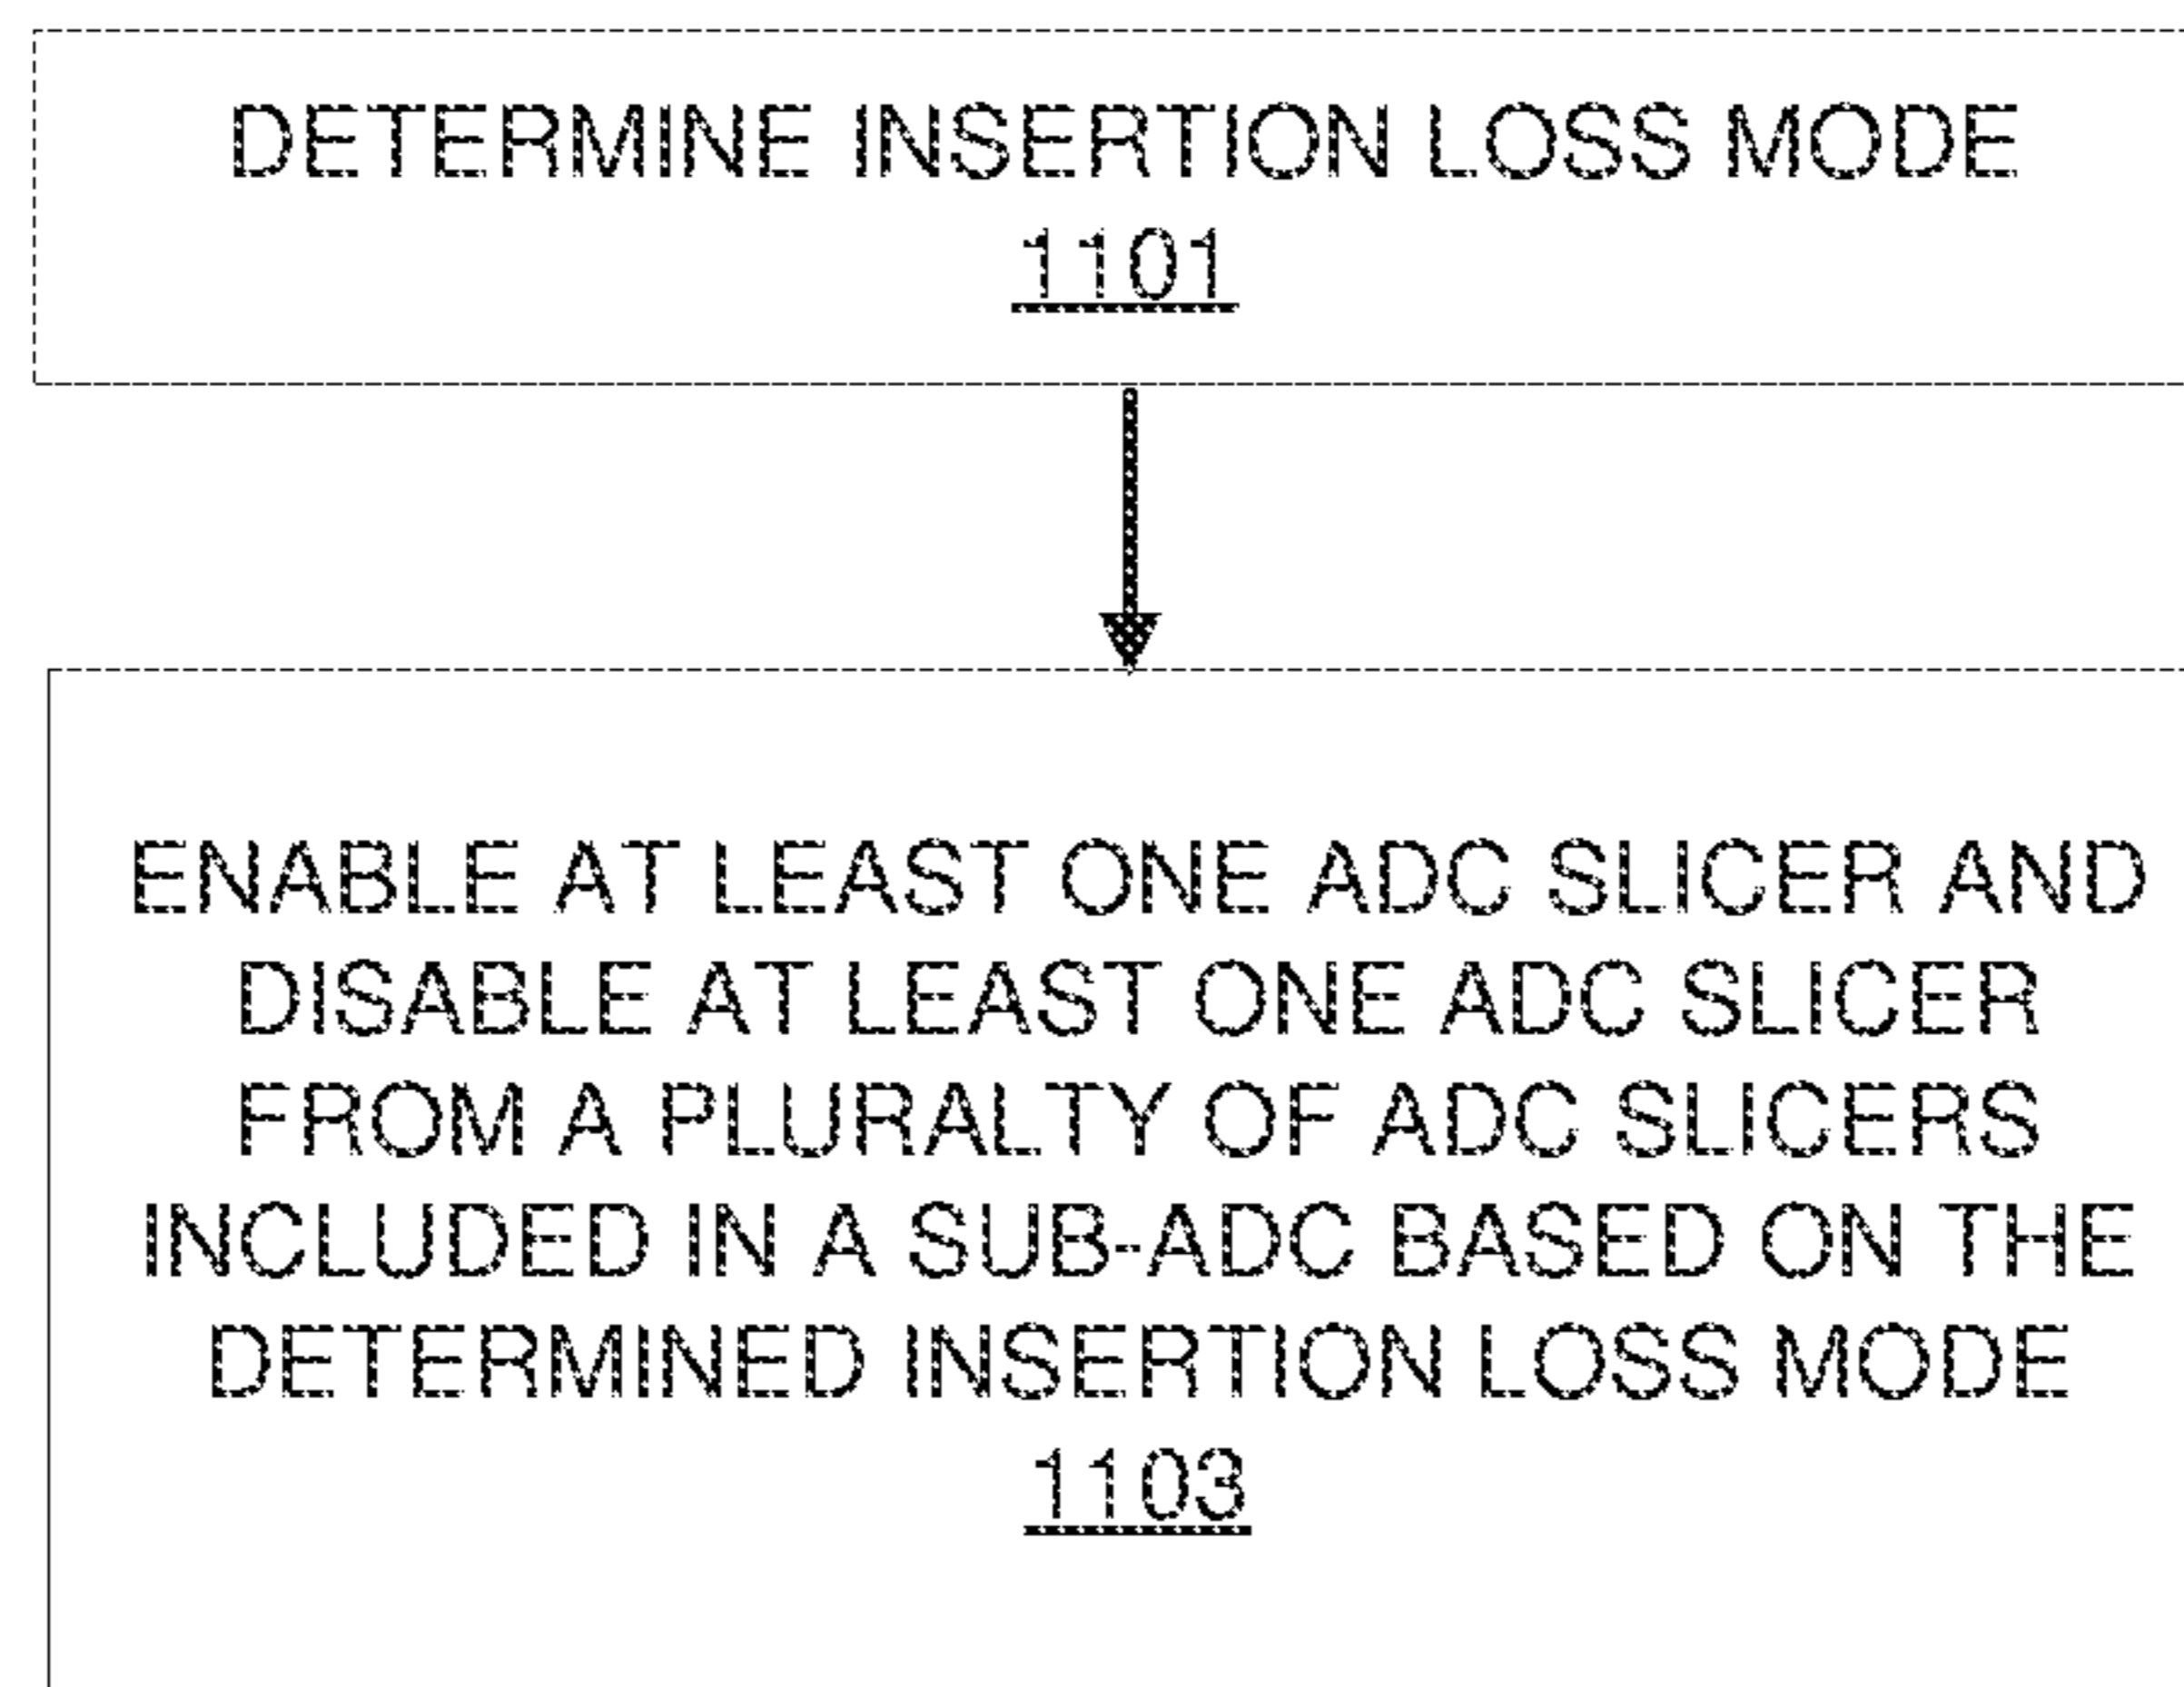 DETERMINE INSERTION LOSS MODE
1101
ENABLE AT LEAST ONE ADC SLICER AND
DISABLE AT LEAST ONE ADC SLICER
FROM A PLURALTY OF ADC SLICERS
INCLUDED IN A SUB-ADC BASED ON THE
DETERMINED INSERTION LOSS MODE
1103